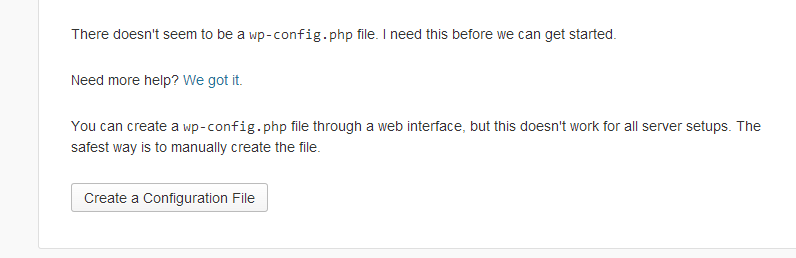 There doesn't seem to be a wp-config.php file. I need this before we can get started.
Need more help? We got it.
You can create a wp-config.php file through a web interface, but this doesn't work for all server setups. The
safest way is to manually create the file.
Create a Configuration File